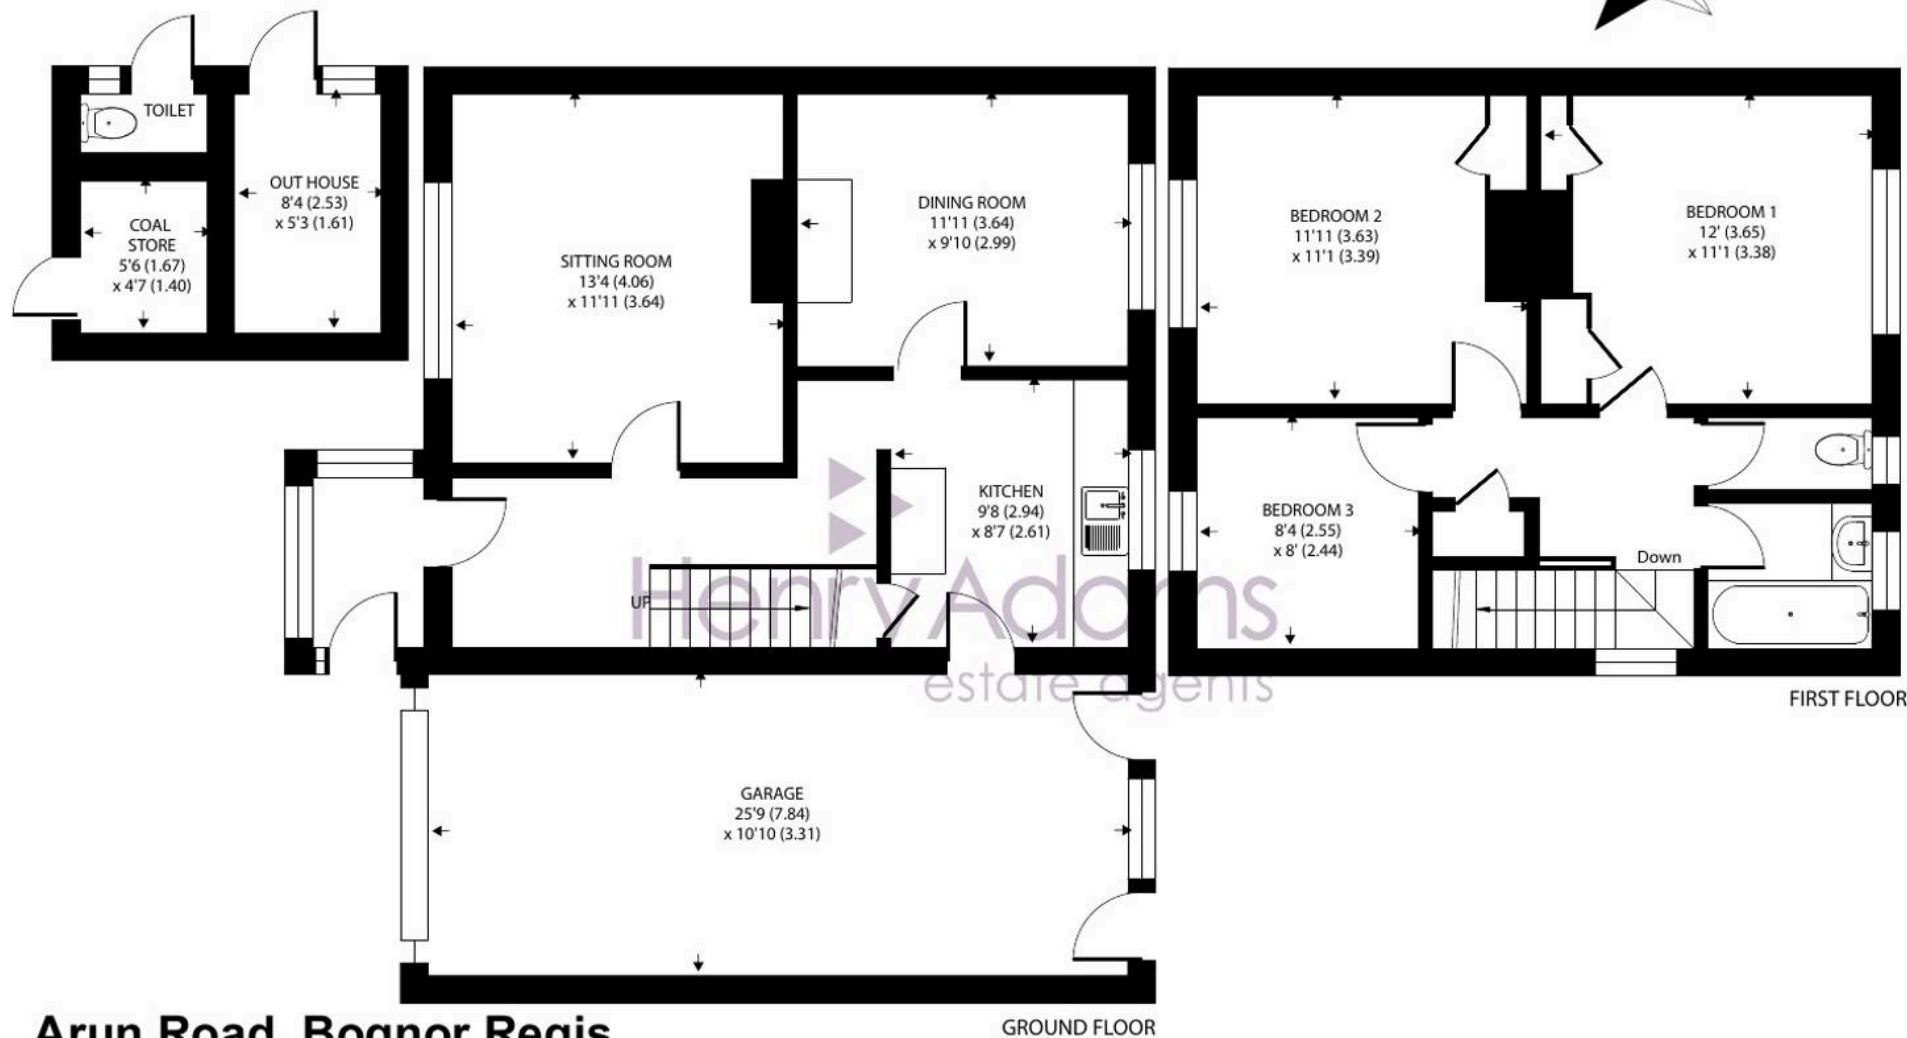 TOILET
OUT HOUSE
8'4 (2.53)
x 5'3 (1.61)
COAL
STORE
5'6 (1.67)
x 4'7 (1.40)
SITTING ROOM
13'4 (4.06)
x 11'11 (3.64)
DINING ROOM
11'11 (3.64)
x 9'10 (2.99)
KITCHEN
9'8 (2.94)
x 8'7 (2.61)
UP
GARAGE
25'9 (7.84)
x 10'10 (3.31)
GROUND FLOOR
BEDROOM 2
11'11 (3.63)
x 11'1 (3.39)
BEDROOM 1
12' (3.65)
x 11'1 (3.38)
BEDROOM 3
8'4 (2.55)
x 8' (2.44)
Down
FIRST FLOOR
Henry Adams
estate agents
Arun Road, Bognor Regis